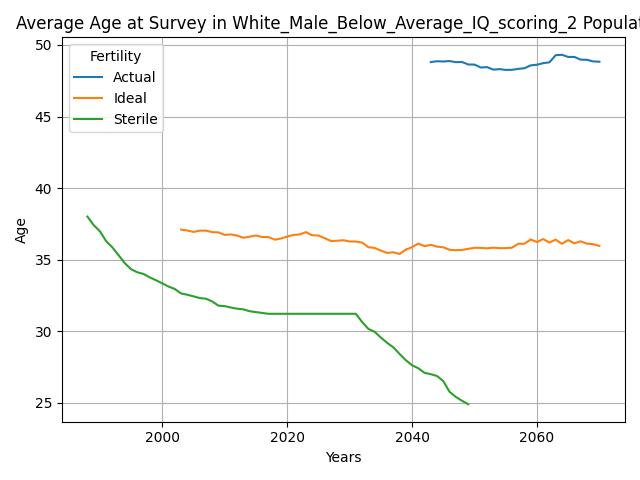 Average Age at Survey in White_Male_Below_Average_IQ_scoring_2 Populat
Fertility
Actual
Ideal
Sterile
Age
50
45
40
35
30
25
2000 2020 2040 2060
Years